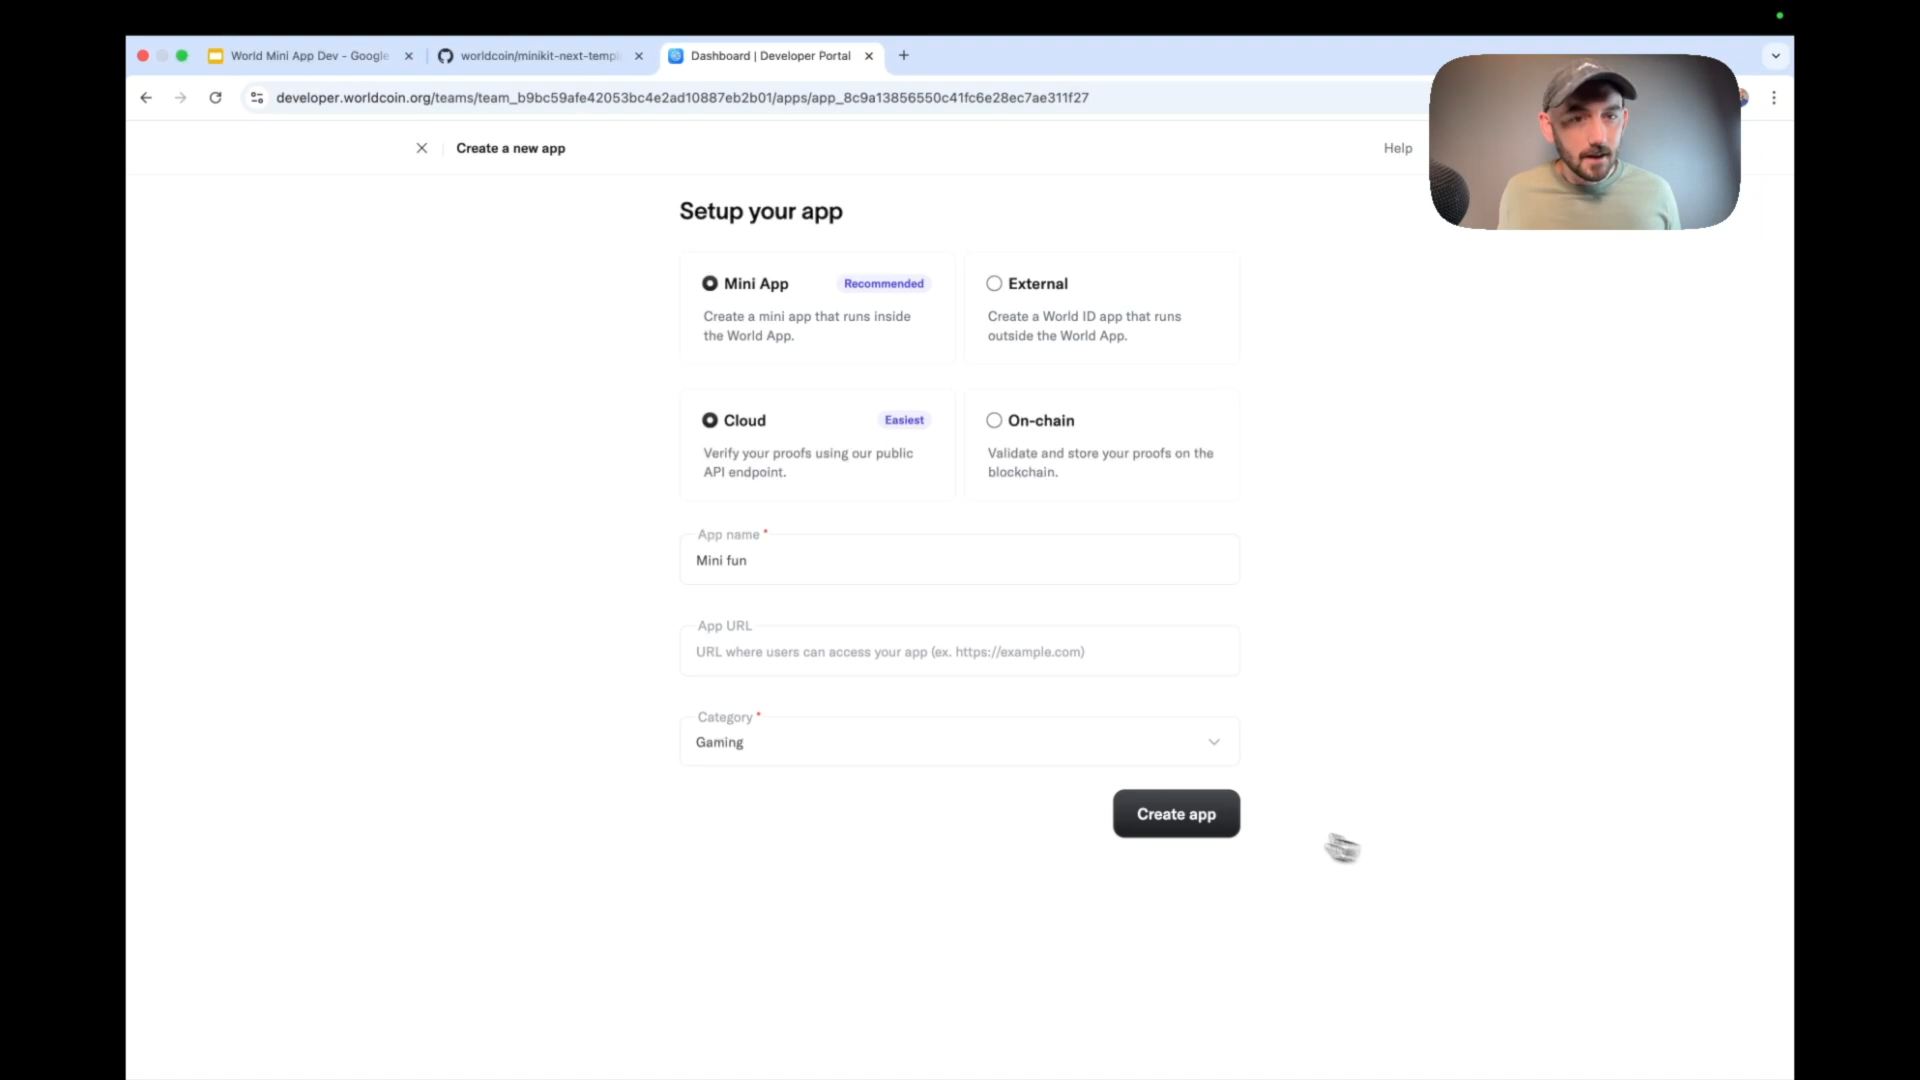 World Mini App Dev - Google
worldcoin/minikit-next-templ
Dashboard | Developer Portal
developer.worldcoin.org/teams/team_b9bc59afe42053bc4e2ad10887eb2b01/apps/app_8c9a13856550c41fc6e28ec7ae311f27
Create a new app
Help
Setup your app
Mini App
Recommended
Create a mini app that runs inside
the World App.
External
Create a World ID app that runs
outside the World App.
Cloud
Easiest
Verify your proofs using our public
API endpoint.
On-chain
Validate and store your proofs on the
blockchain.
App name *
Mini fun
App URL
URL where users can access your app (ex. https://example.com)
Category *
Gaming
Create app